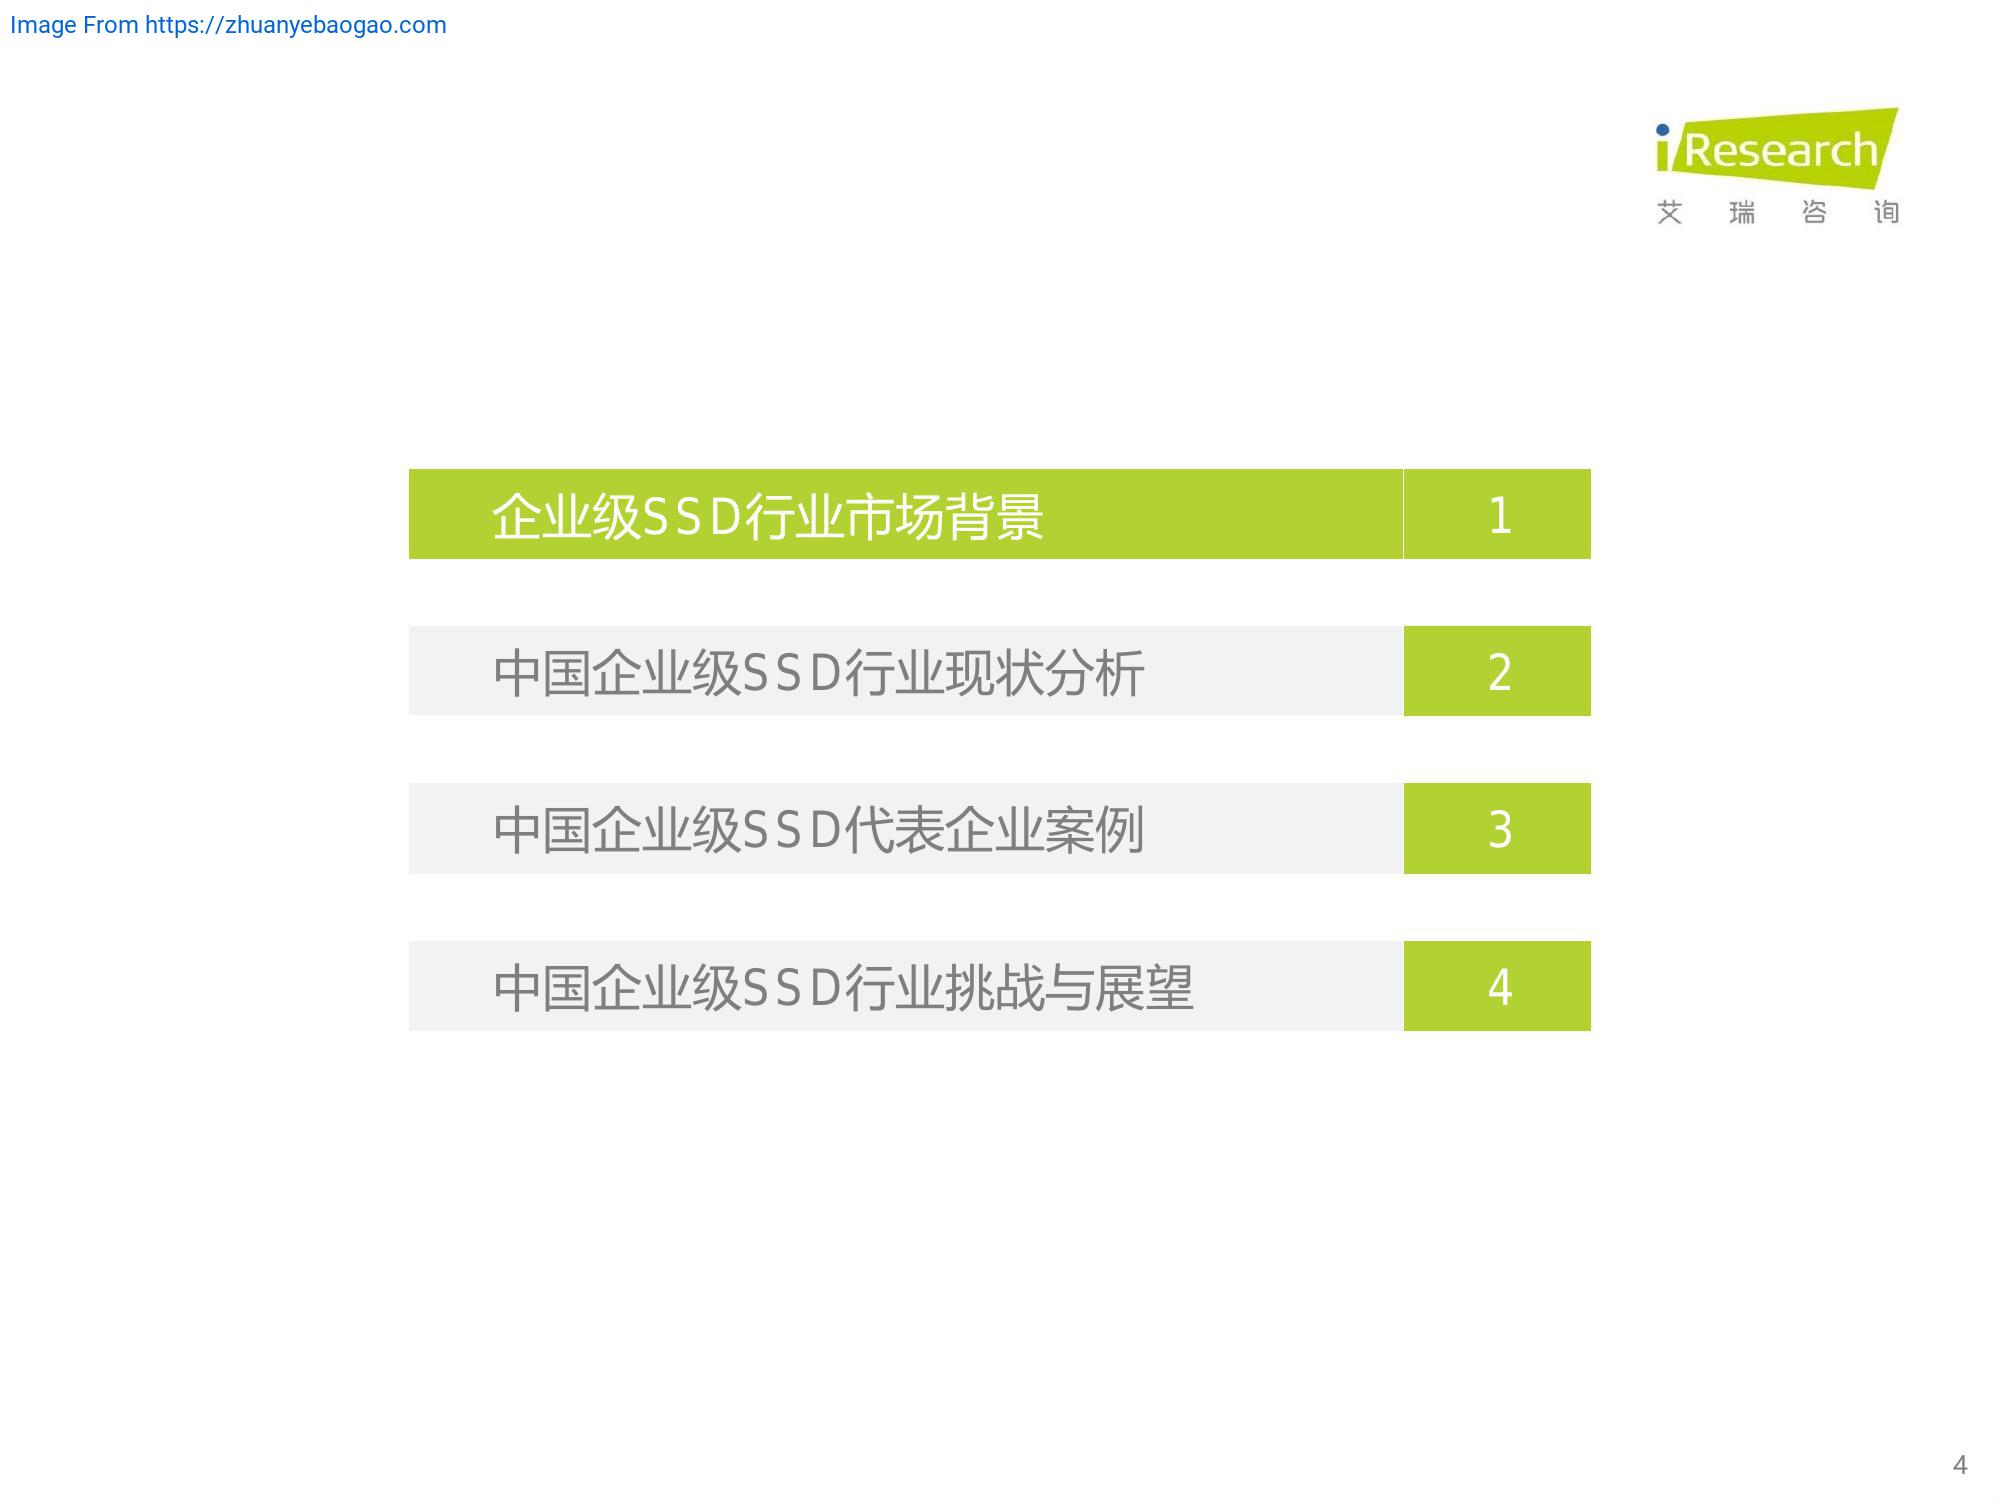 Image From https://zhuanyebaogao.com
iResearch
艾瑞咨询
企业级SSD行业市场背景 1
中国企业级SSD行业现状分析 2
中国企业级SSD代表企业案例 3
中国企业级SSD行业挑战与展望 4
4